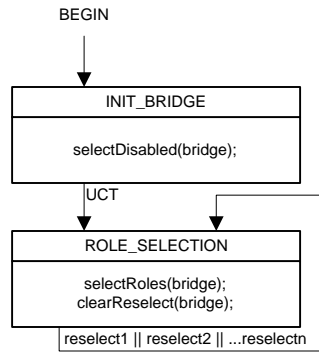 BEGIN
INIT_BRIDGE
selectDisabled(bridge);
UCT
ROLE_SELECTION
selectRoles(bridge);
clearReselect(bridge);
reselect1 || reselect2 || ...reselectn